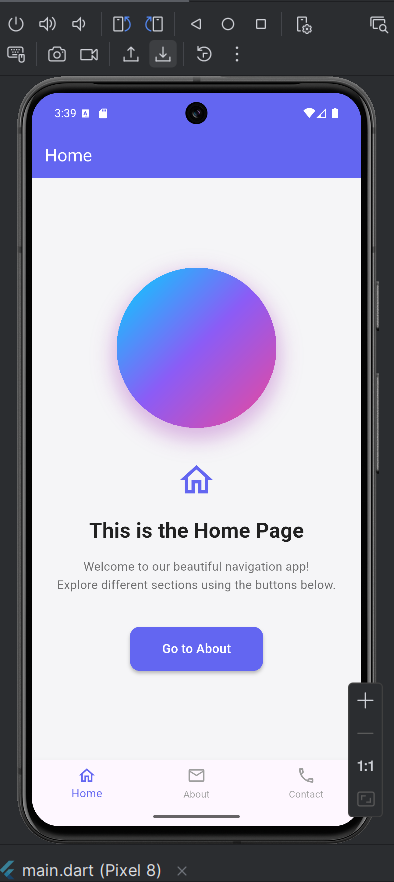 3:39
Home
This is the Home Page
Welcome to our beautiful navigation app!
Explore different sections using the buttons below.
Go to About
1:1
Home About Contact
main.dart (Pixel 8)